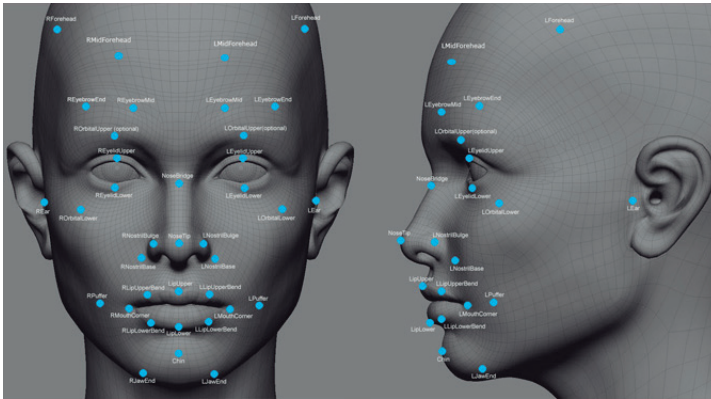 RForehead
LForehead
RMidForehead
LMidForehead
REyebrowEnd
REyebrowMid
LEyebrowMid
LEyebrowEnd
ROrbitalUpper (optional)
LOrbitalUpper(optional)
REyelidUpper
LEyelidUpper
NoseBridge
REyelidLower
LEyelidLower
REar
ROrbitalLower
LOrbitalLower
LEar
RNostrilBulge
NoseTip
LNostrilBulge
RNostrilBase
LNostrilBase
LipUpper
RLipUpperBend
LLipUpperBend
RPuffer
LPuffer
RMouthCorner
LMouthCorner
RLipLowerBend
LipLower
LLipLowerBend
Chin
RJawEnd
LJawEnd
LForehead
LMidForehead
LEyebrowEnd
LEyebrowMid
LOrbitalUpper(optional)
LEyelidUpper
NoseBridge
LEyelidLower
LOrbitalLower
LEar
NoseTip
LNostrilBulge
LNostrilBase
LipUpper
LLipUpperBend
LPuffer
LMouthCorner
LipLower
LLipLowerBend
Chin
LJawEnd